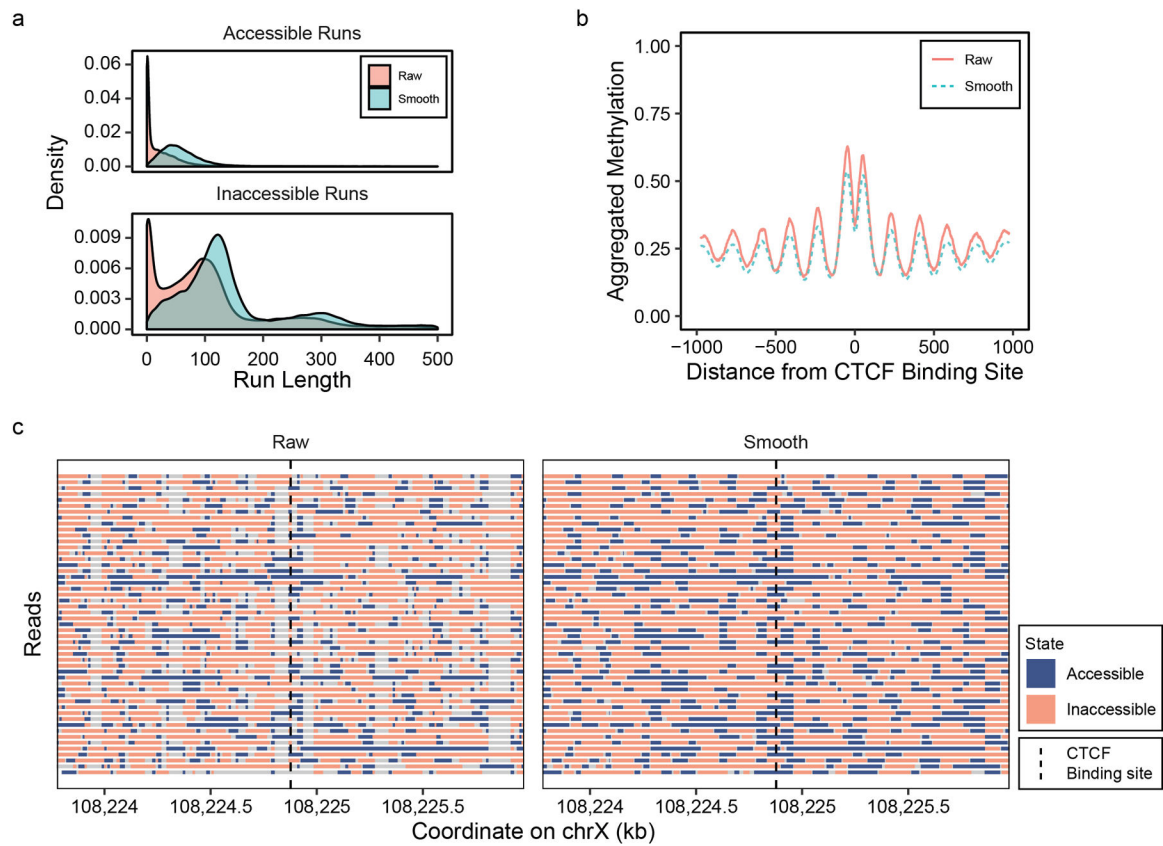 a
Accessible Runs
0.06
0.04
0.02
0.00
Raw
Smooth
Density
Inaccessible Runs
0.009
0.006
0.003
0.000
0 100 200 300 400 500
Run Length
b
1.00
0.75
0.50
0.25
0.00
Raw
Smooth
Aggregated Methylation
−1000 −500 0 500 1000
Distance from CTCF Binding Site
c
Raw Smooth
Reads
108,224 108,224.5 108,225 108,225.5 108,224 108,224.5 108,225 108,225.5
Coordinate on chrX (kb)
State
Accessible
Inaccessible
CTCF
Binding site